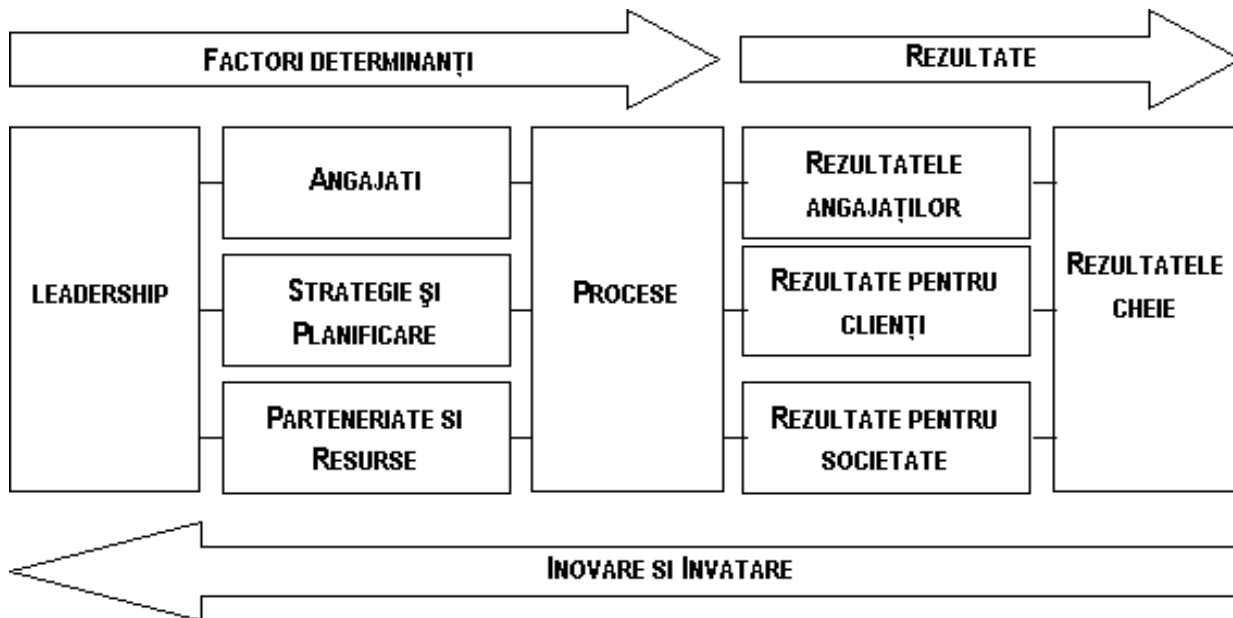 FACTORI DETERMINANȚI
REZULTATE
LEADERSHIP
ANGAJATI
STRATEGIE ŞI
PLANIFICARE
PARTENERIATE SI
RESURSE
PROCESE
REZULTATELE
ANGAJAȚILOR
REZULTATE PENTRU
CLIENȚI
REZULTATE PENTRU
SOCIETATE
REZULTATELE
CHEIE
INOVARE SI INVATARE